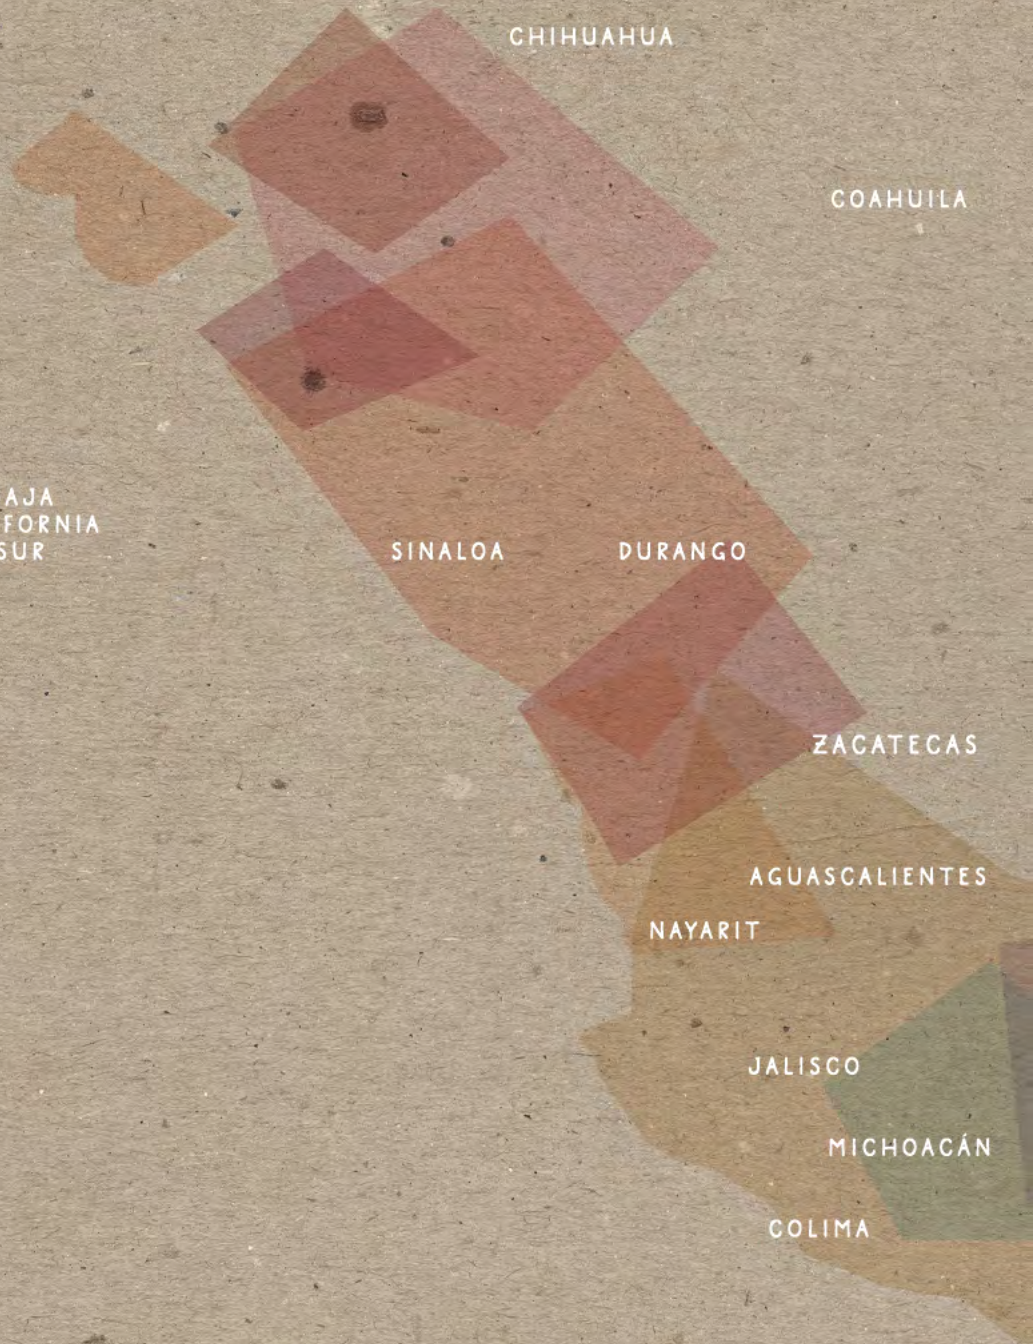 CHIHUAHUA
COAHUILA
AJA
FORNIA
SUR
SINALOA
DURANGO
ZACATECAS
AGUASCALIENTES
NAYARIT
JALISCO
MICHOACÁN
COLIMA